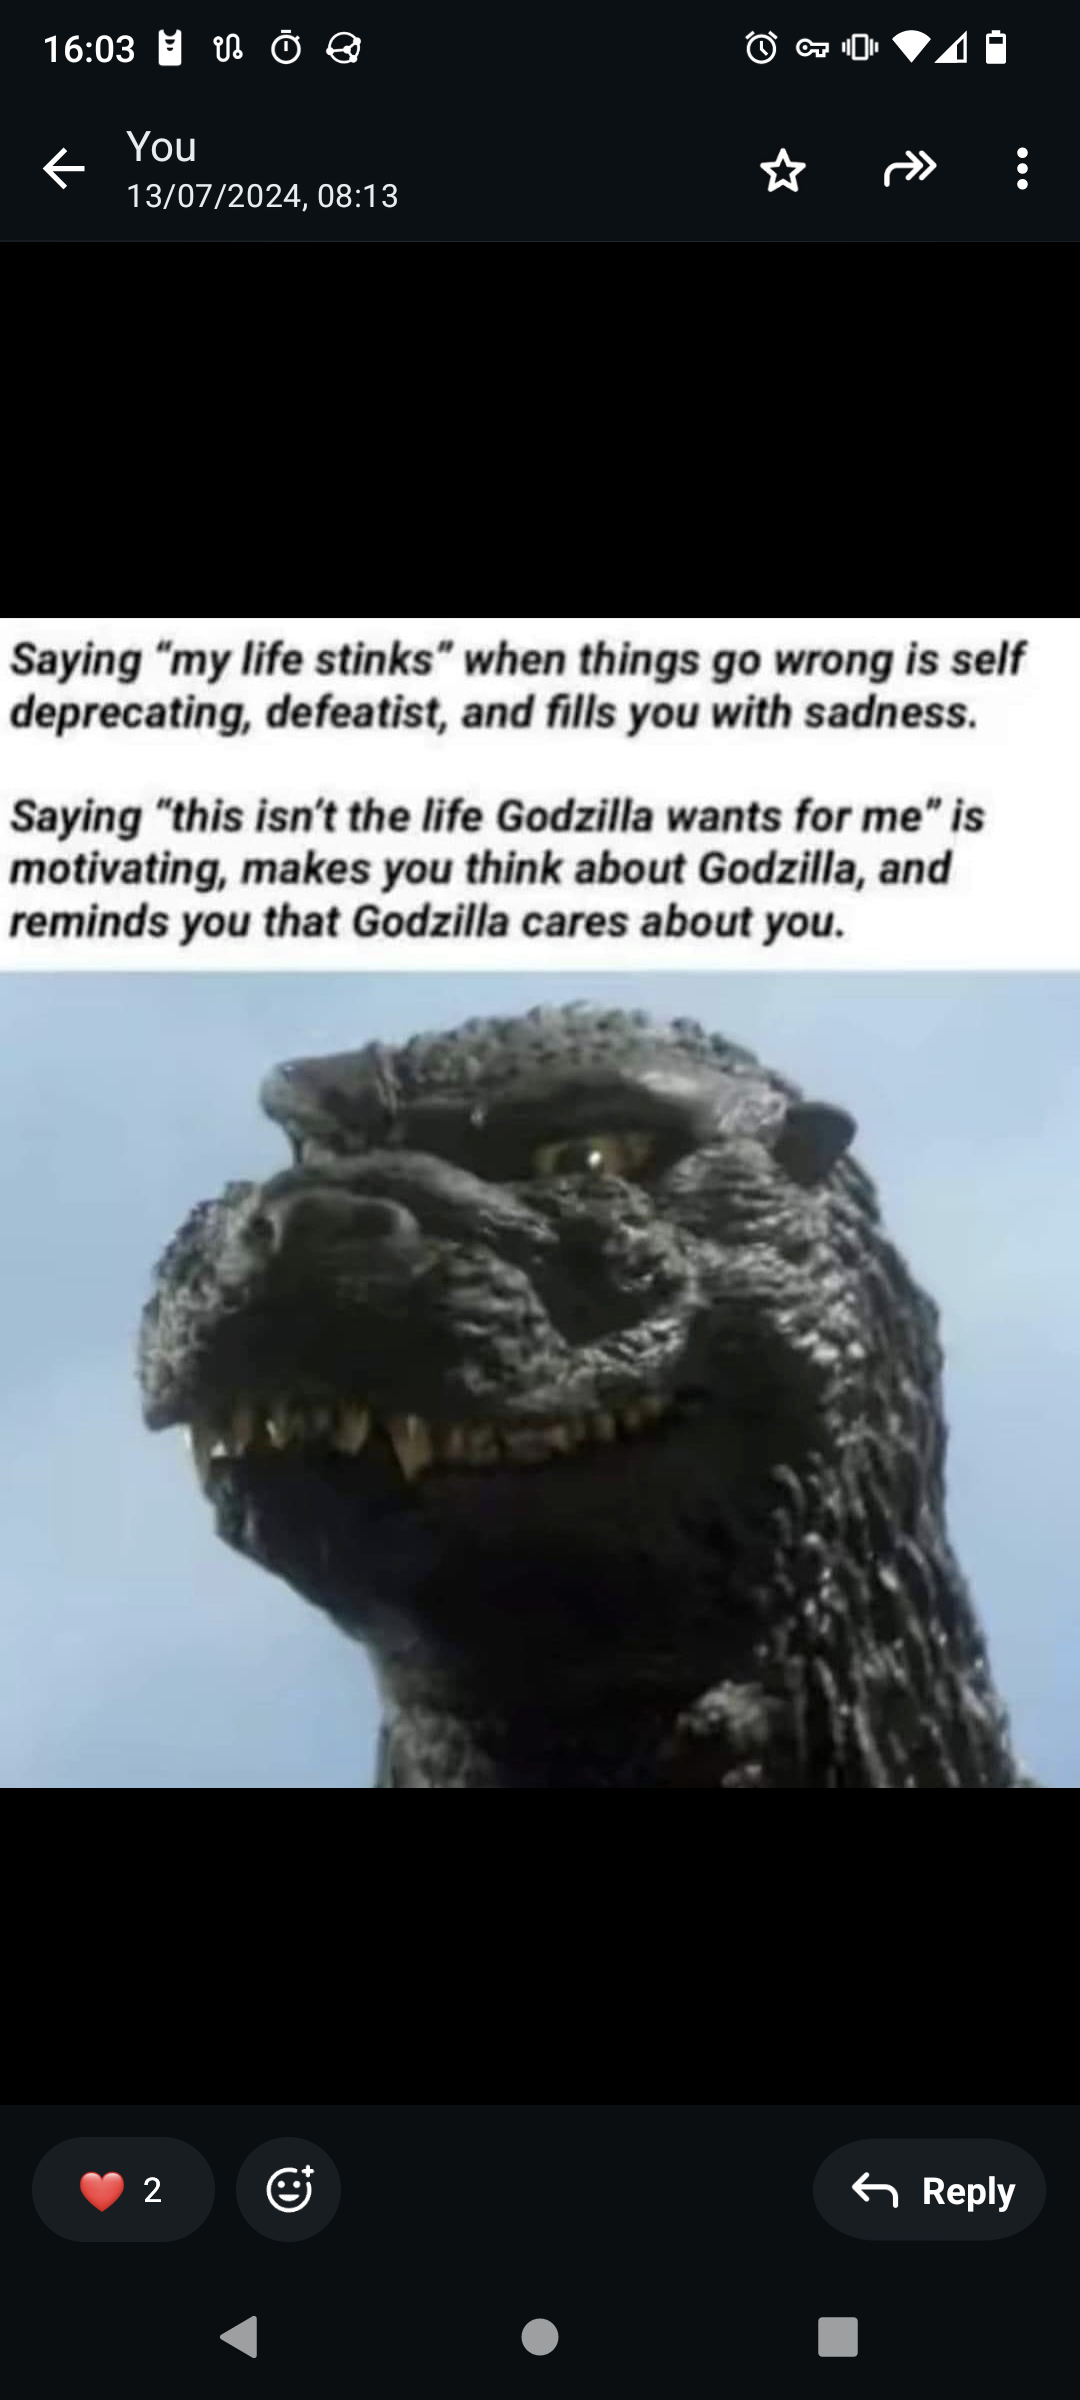 16:03
You
13/07/2024, 08:13
Saying “my life stinks” when things go wrong is self
deprecating, defeatist, and fills you with sadness.
Saying “this isn’t the life Godzilla wants for me” is
motivating, makes you think about Godzilla, and
reminds you that Godzilla cares about you.
2
Reply